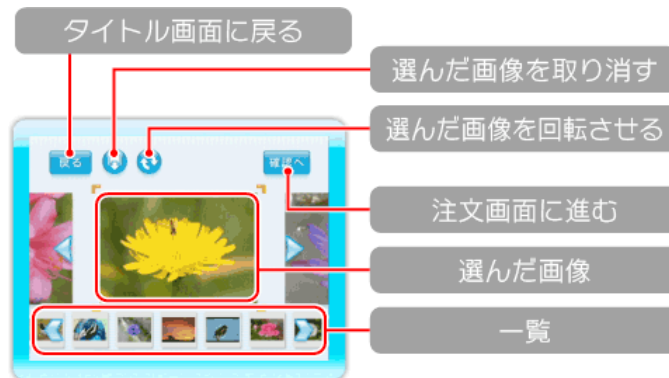 タイトル画面に戻る
選んだ画像を取り消す
選んだ画像を回転させる
戻る
確認へ
注文画面に進む
選んだ画像
一覧